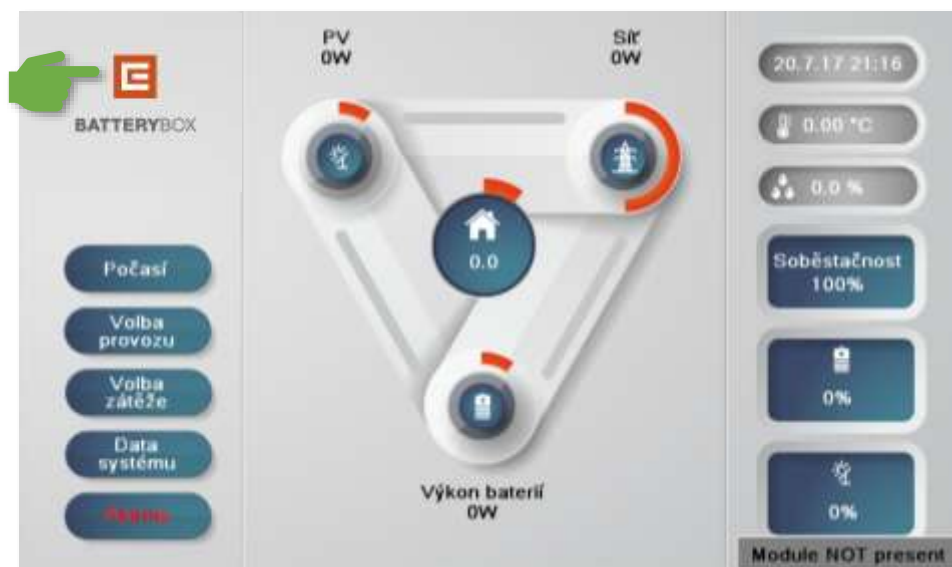 BATTERYBOX
Počasí
Volba
provozu
Volba
zátěže
Data
systému
PV
0W
Síť
0W
0.0
Výkon baterií
0W
20.7.17 21:16
0.00 °C
0.0 %
Soběstačnost
100%
0%
0%
Module NOT present